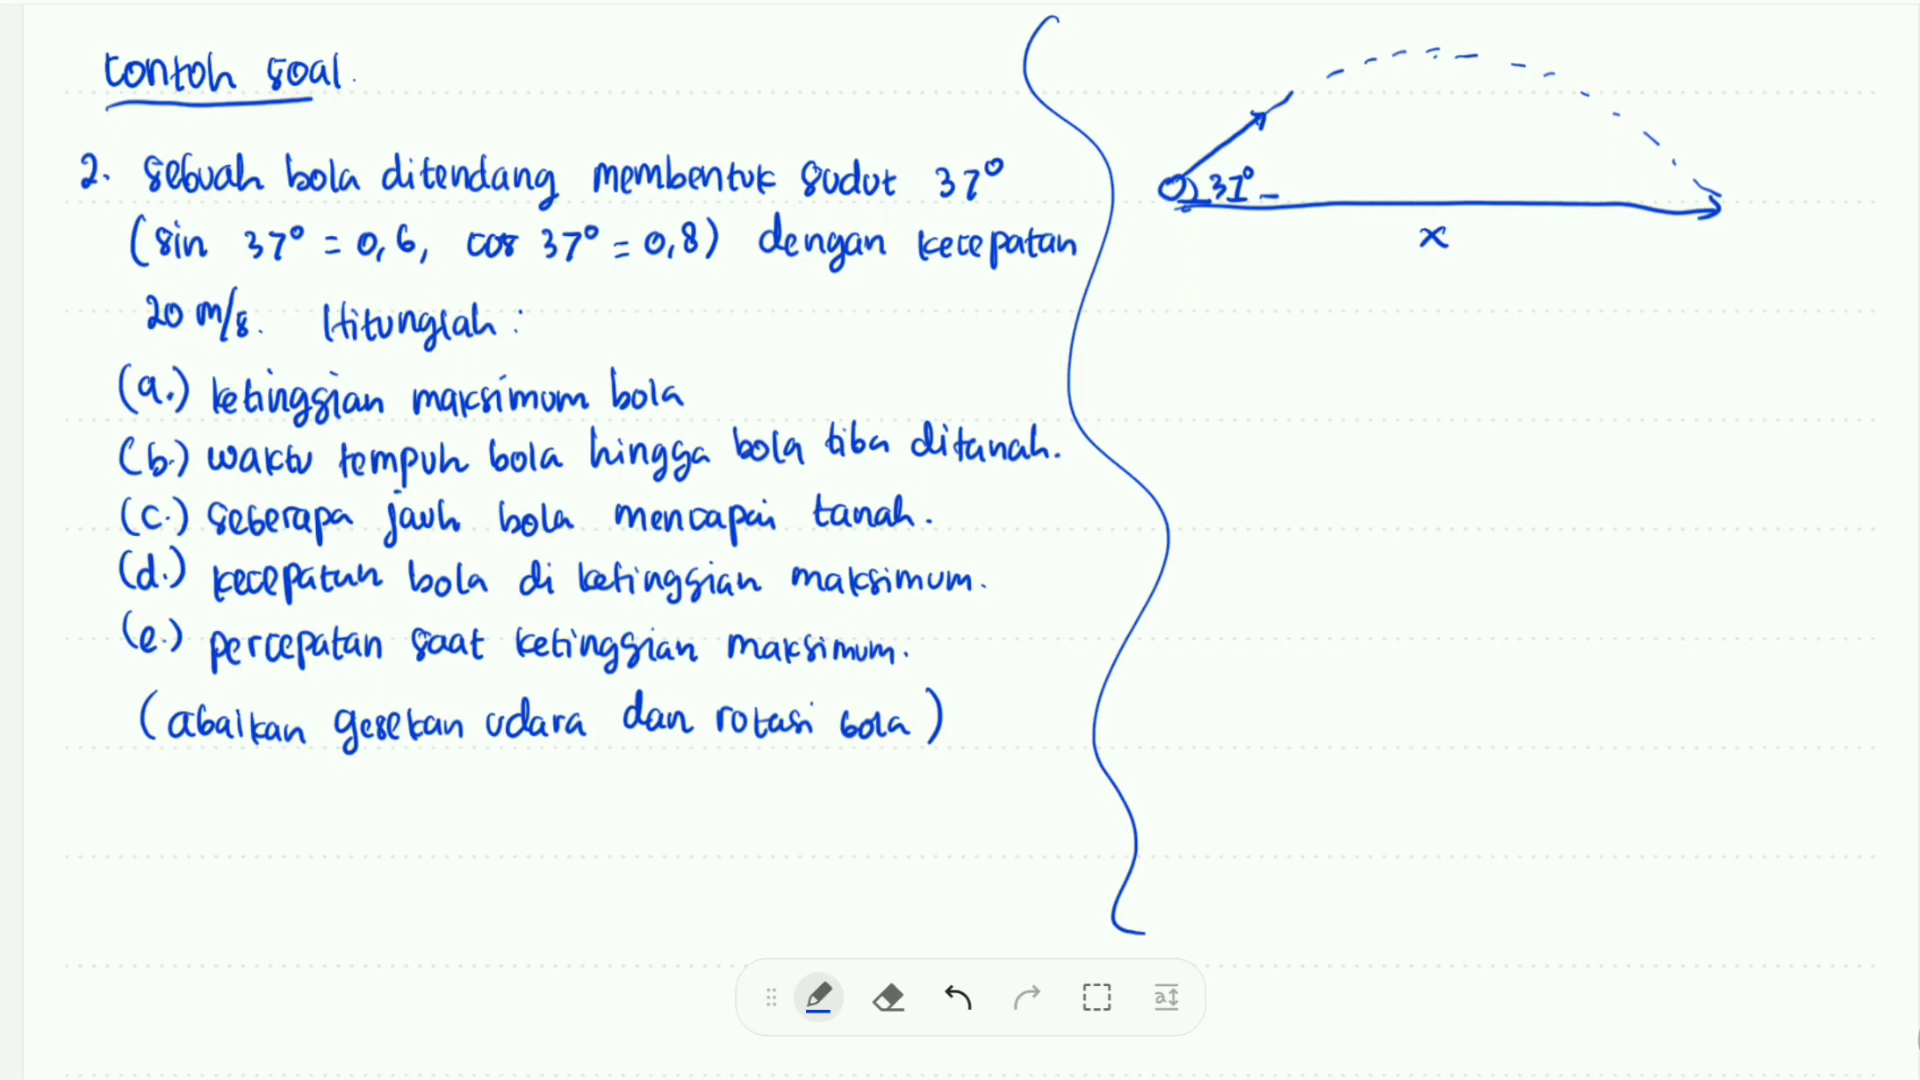 contoh soal.
2. sebuah bola ditendang membentuk sudut 37°
(sin 37° = 0,6, cos 37° = 0,8) dengan kecepatan
20 m/s. Hitunglah :
(a.) ketinggian maksimum bola
(b.) waktu tempuh bola hingga bola tiba ditanah.
(c.) seberapa jauh bola mencapai tanah.
(d.) kecepatan bola di ketinggian maksimum.
(e.) percepatan saat ketinggian maksimum.
(abaikan gesekan udara dan rotasi bola)
37°
x